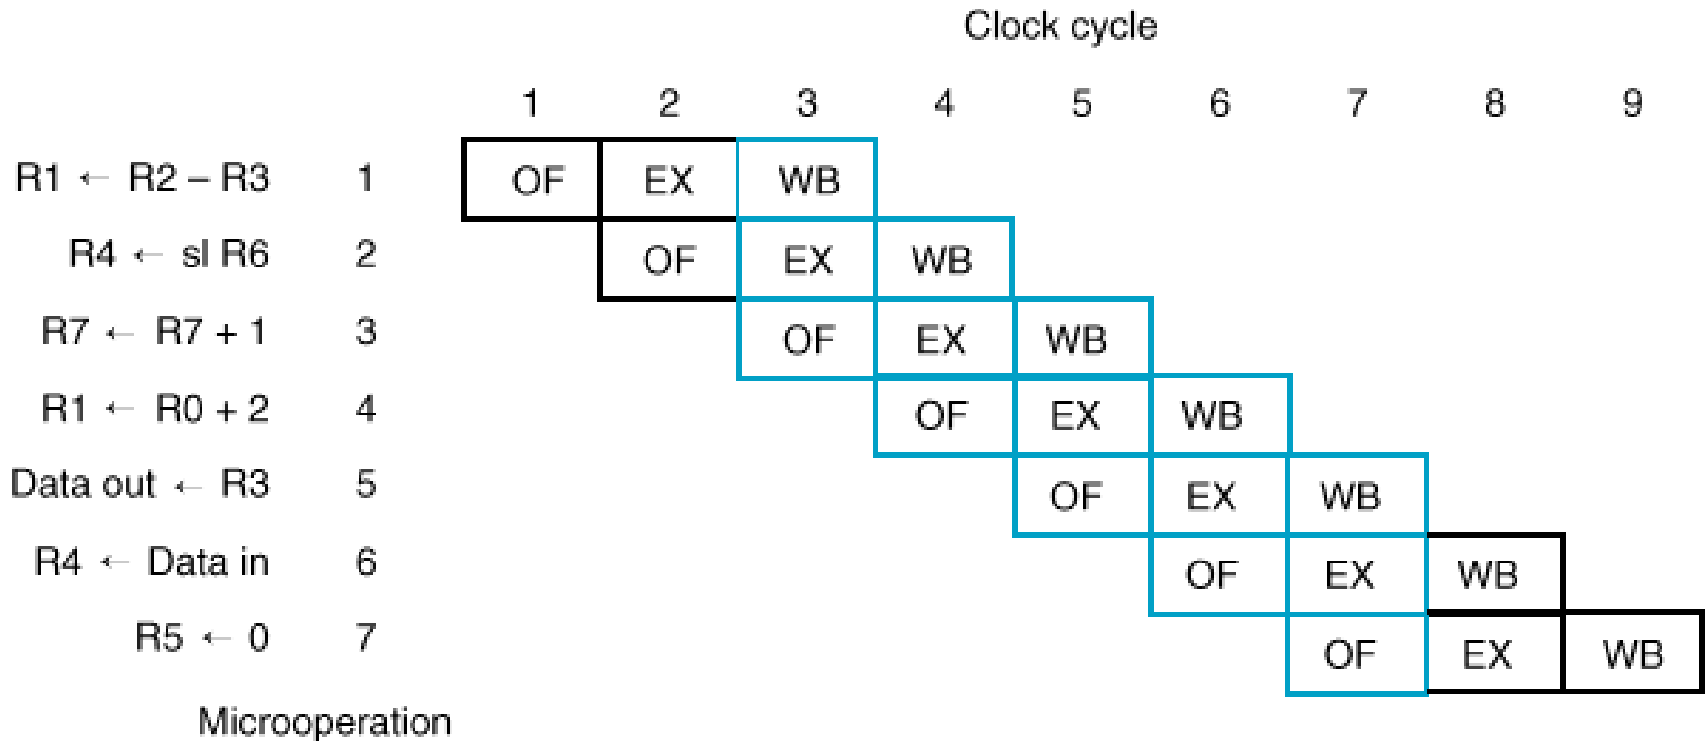 Clock cycle
1 2 3 4 5 6 7 8 9
R1 ← R2 – R3 1 OF EX WB
R4 ← sl R6 2 OF EX WB
R7 ← R7 + 1 3 OF EX WB
R1 ← R0 + 2 4 OF EX WB
Data out ← R3 5 OF EX WB
R4 ← Data in 6 OF EX WB
R5 ← 0 7 OF EX WB
Microoperation